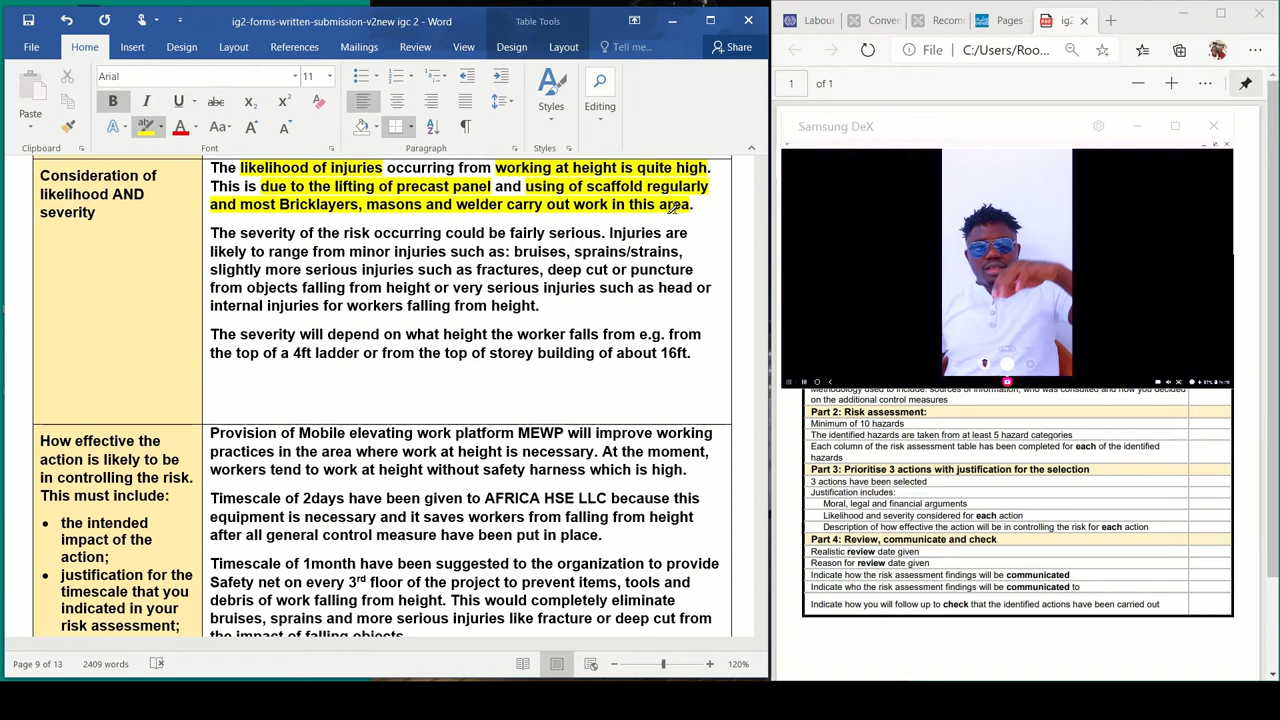 ig2-forms-written-submission-v2new igc 2 - Word
Table Tools
File
Home
Insert
Design
Layout
References
Mailings
Review
View
Design
Layout
Tell me...
Share
Paste
Arial
11
Styles
Editing
Clipboard
Font
Paragraph
Styles
Consideration of
likelihood AND
severity
The likelihood of injuries occurring from working at height is quite high.
This is due to the lifting of precast panel and using of scaffold regularly
and most Bricklayers, masons and welder carry out work in this area.
The severity of the risk occurring could be fairly serious. Injuries are
likely to range from minor injuries such as: bruises, sprains/strains,
slightly more serious injuries such as fractures, deep cut or puncture
from objects falling from height or very serious injuries such as head or
internal injuries for workers falling from height.
The severity will depend on what height the worker falls from e.g. from
the top of a 4ft ladder or from the top of storey building of about 16ft.
How effective the
action is likely to be
in controlling the risk.
This must include:
• the intended
impact of the
action;
• justification for the
timescale that you
indicated in your
risk assessment;
Provision of Mobile elevating work platform MEWP will improve working
practices in the area where work at height is necessary. At the moment,
workers tend to work at height without safety harness which is high.
Timescale of 2days have been given to AFRICA HSE LLC because this
equipment is necessary and it saves workers from falling from height
after all general control measure have been put in place.
Timescale of 1month have been suggested to the organization to provide
Safety net on every 3rd floor of the project to prevent items, tools and
debris of work falling from height. This would completely eliminate
bruises, sprains and more serious injuries like fracture or deep cut from
the impact of falling objects.
Page 9 of 13
2409 words
120%
Labour
Conver
Recom
Pages -
ig2
File
C:/Users/Roo...
1
of 1
Samsung DeX
Methodology used to include: sources of information, who was consulted and how you decided
on the additional control measures
Part 2: Risk assessment:
Minimum of 10 hazards
The identified hazards are taken from at least 5 hazard categories
Each column of the risk assessment table has been completed for each of the identified
hazards
Part 3: Prioritise 3 actions with justification for the selection
3 actions have been selected
Justification includes:
Moral, legal and financial arguments
Likelihood and severity considered for each action
Description of how effective the action will be in controlling the risk for each action
Part 4: Review, communicate and check
Realistic review date given
Reason for review date given
Indicate how the risk assessment findings will be communicated
Indicate who the risk assessment findings will be communicated to
Indicate how you will follow up to check that the identified actions have been carried out